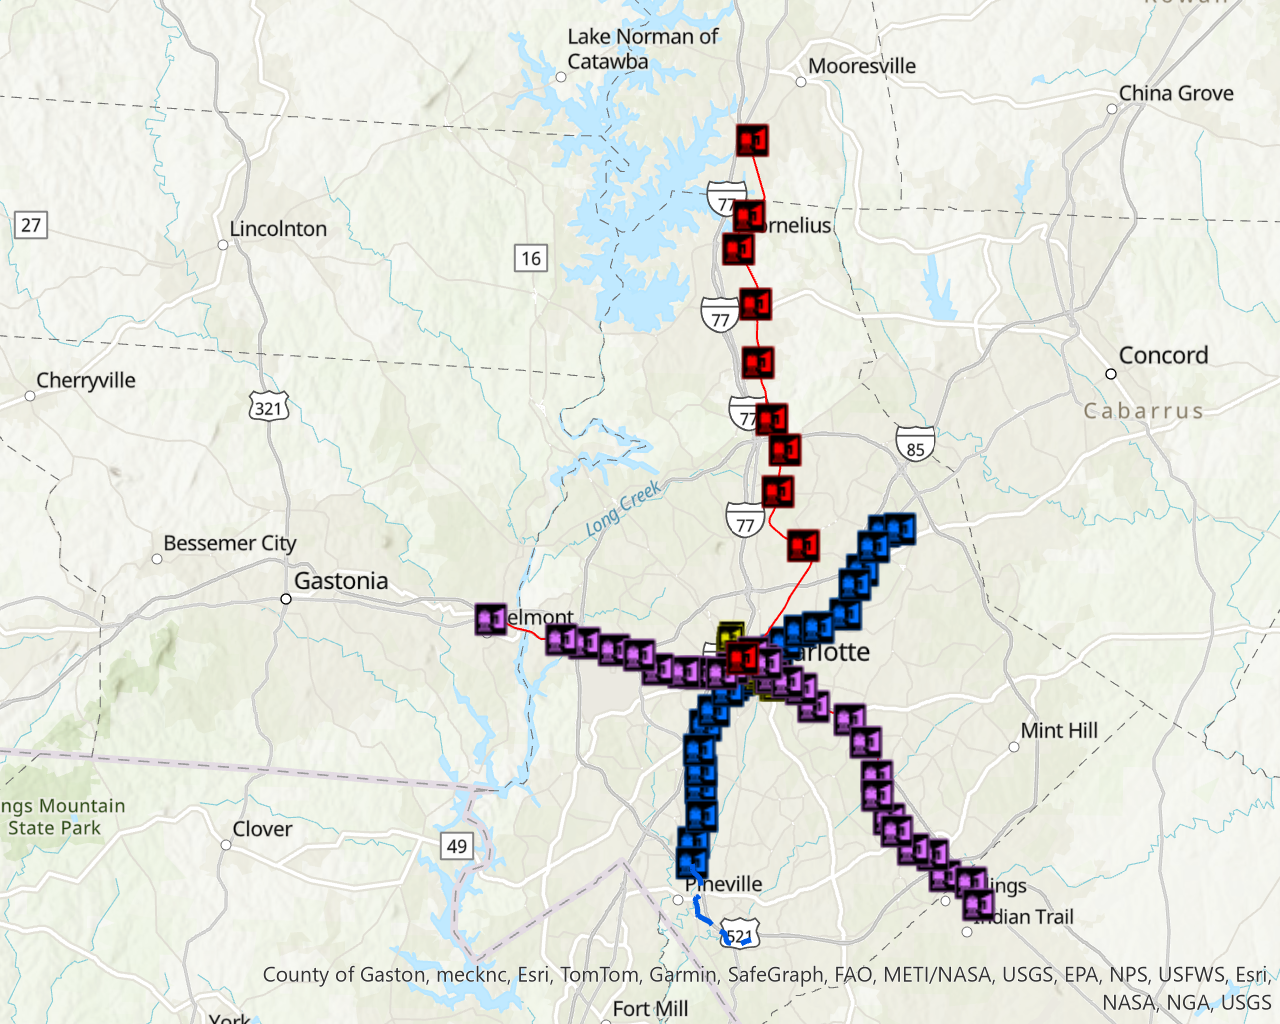 Rowan
Lake Norman of
Catawba
Mooresville
China Grove
77
27
Lincolnton
ornelius
16
77
Concord
Cherryville
321
77
Cabarrus
85
Long Creek
77
Bessemer City
Gastonia
elmont
arlotte
Mint Hill
ngs Mountain
State Park
Clover
49
Pineville
ings
Indian Trail
521
County of Gaston, mecknc, Esri, TomTom, Garmin, SafeGraph, FAO, METI/NASA, USGS, EPA, NPS, USFWS, Esri,
NASA, NGA, USGS
Fort Mill
York